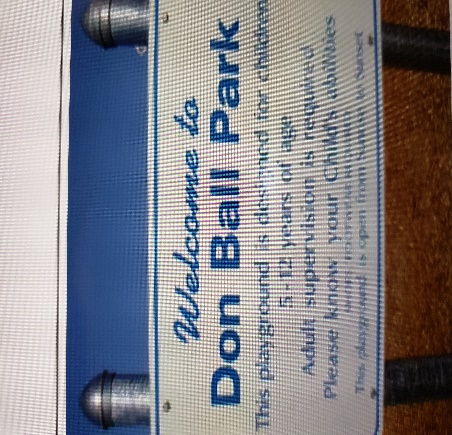 Welcome to
Don Ball Park
This playground is designed for children
5-12 years of age
Adult supervision is required
Please know your Child's abilities
This playground is open from Sunrise to Sunset